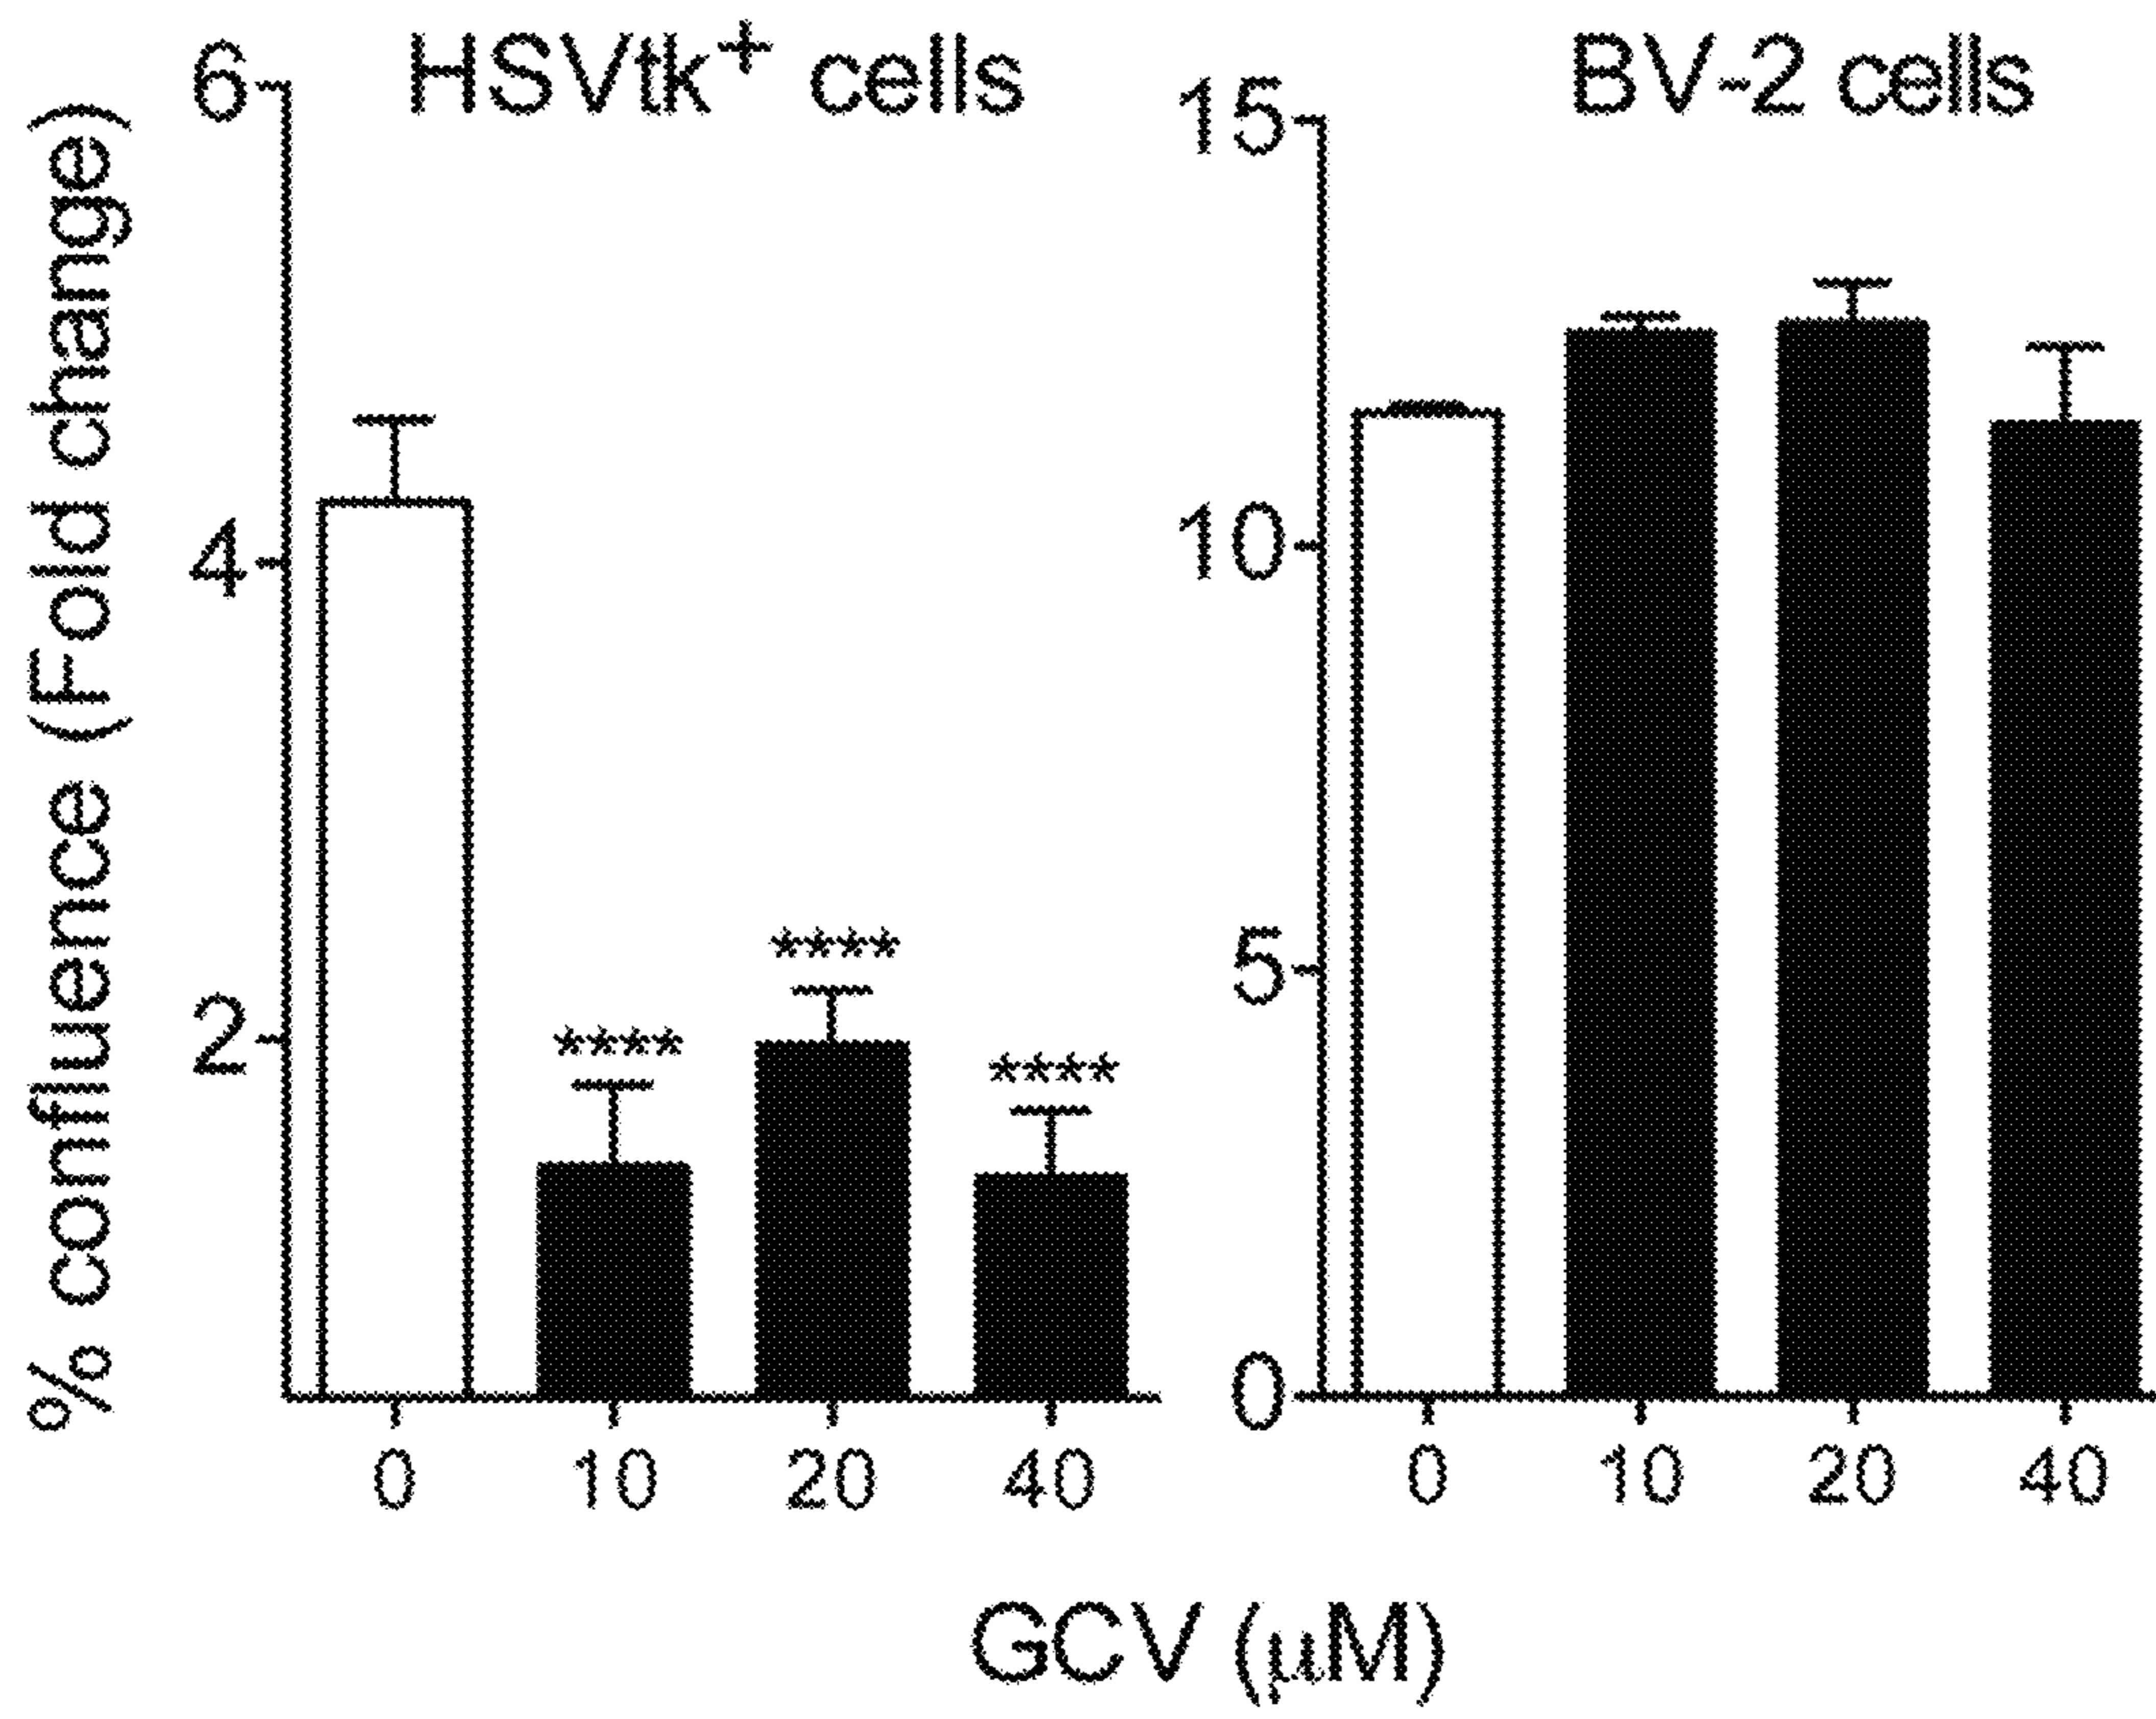 % confluence (Fold change)
HSVtk+ cells
6
4
2
****
****
****
0 10 20 40
BV-2 cells
15
10
5
0
0 10 20 40
GCV (μM)